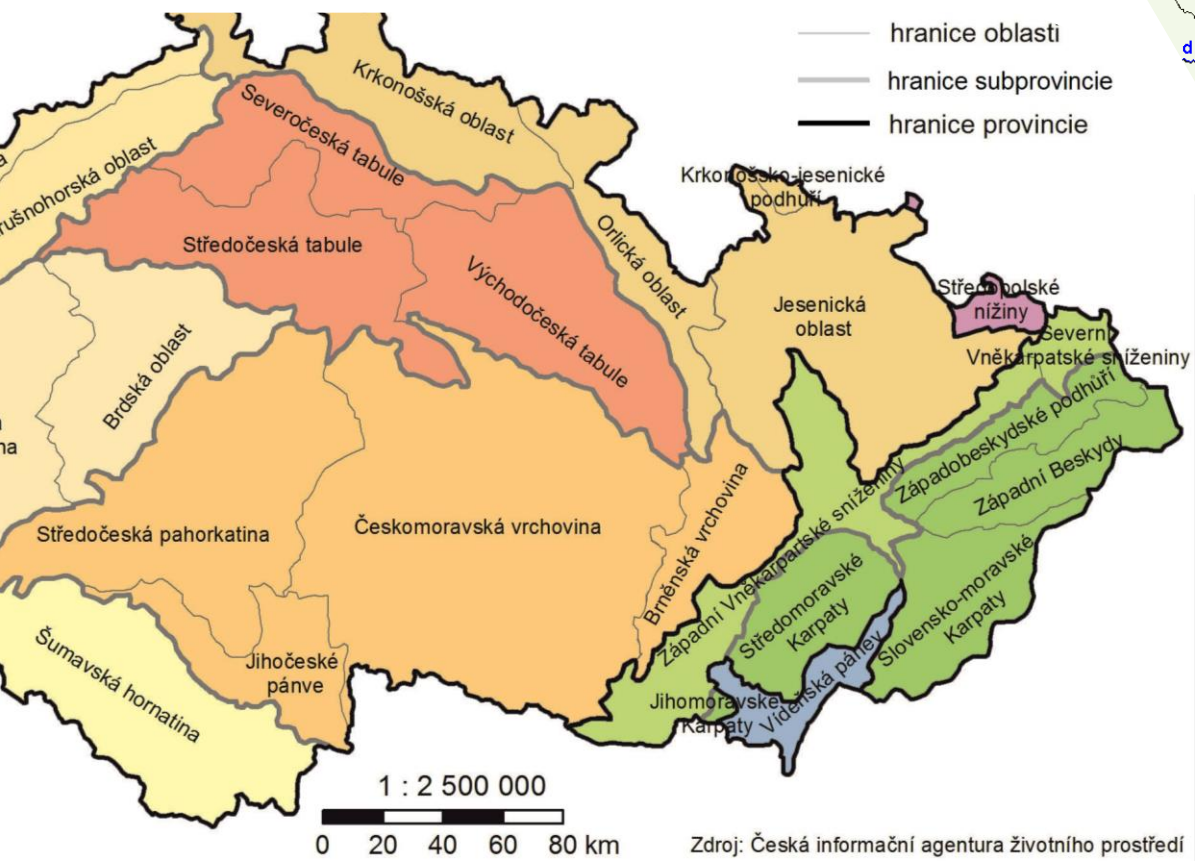 hranice oblasti
hranice subprovincie
hranice provincie
d
Krkonošská oblast
Severočeská tabule
Krušnohorská oblast
Krkonošsko-jesenické
podhůří
Středočeská tabule
Orlická oblast
Východočeská tabule
Jesenická
oblast
Středopolské
nížiny
Severní
Vněkarpatské sníženiny
Brdská oblast
Západobeskydské podhůří
Západní Beskydy
Středočeská pahorkatina
Českomoravská vrchovina
Brněnská vrchovina
Západní Vněkarpartské sníženiny
Středomoravské
Karpaty
Slovensko-moravské
Karpaty
Šumavská hornatina
Jihočeské
pánve
Jihomoravské
Karpaty
Vídeňská pánev
1 : 2 500 000
0 20 40 60 80 km
Zdroj: Česká informační agentura životního prostředí